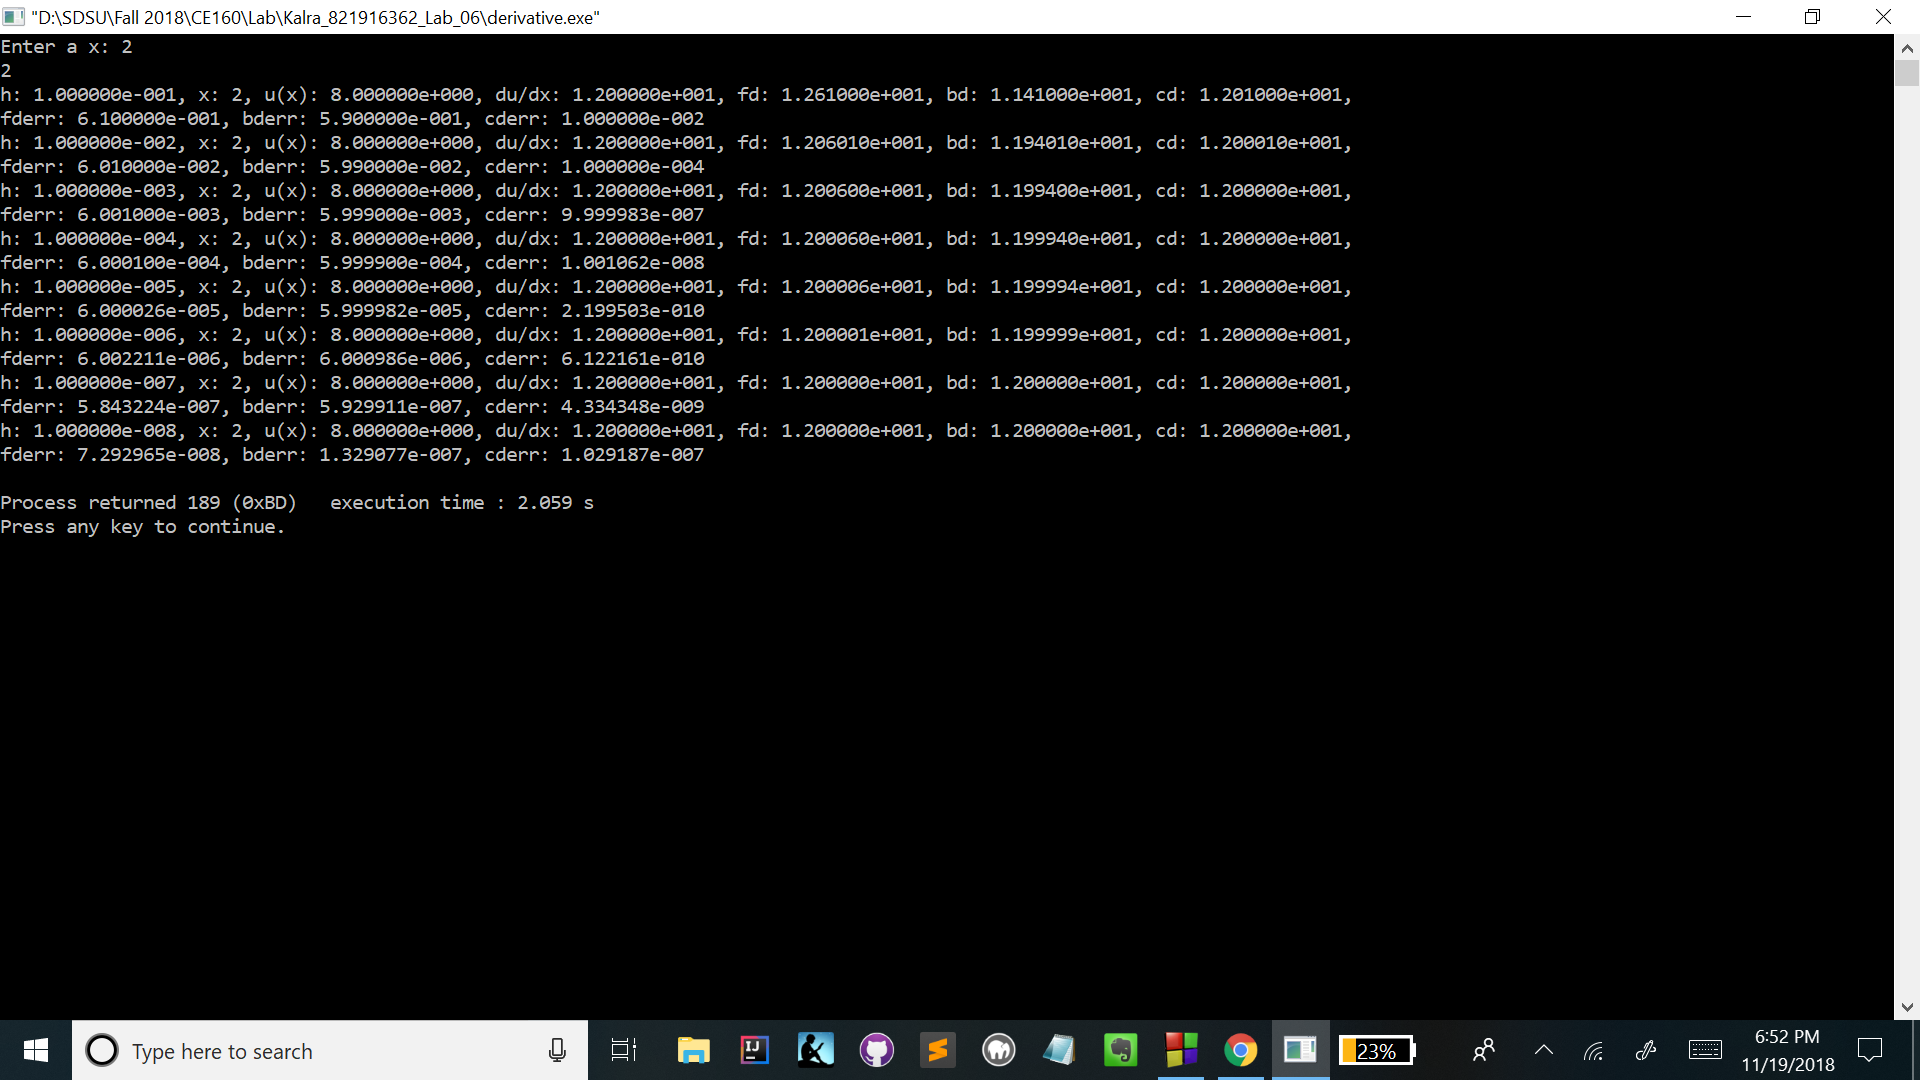 "D:\SDSU\Fall 2018\CE160\Lab\Kalra_821916362_Lab_06\derivative.exe"
Enter a x: 2
2
h: 1.000000e-001, x: 2, u(x): 8.000000e+000, du/dx: 1.200000e+001, fd: 1.261000e+001, bd: 1.141000e+001, cd: 1.201000e+001,
fderr: 6.100000e-001, bderr: 5.900000e-001, cderr: 1.000000e-002
h: 1.000000e-002, x: 2, u(x): 8.000000e+000, du/dx: 1.200000e+001, fd: 1.206010e+001, bd: 1.194010e+001, cd: 1.200010e+001,
fderr: 6.010000e-002, bderr: 5.990000e-002, cderr: 1.000000e-004
h: 1.000000e-003, x: 2, u(x): 8.000000e+000, du/dx: 1.200000e+001, fd: 1.200600e+001, bd: 1.199400e+001, cd: 1.200000e+001,
fderr: 6.001000e-003, bderr: 5.999000e-003, cderr: 9.999983e-007
h: 1.000000e-004, x: 2, u(x): 8.000000e+000, du/dx: 1.200000e+001, fd: 1.200060e+001, bd: 1.199940e+001, cd: 1.200000e+001,
fderr: 6.000100e-004, bderr: 5.999900e-004, cderr: 1.001062e-008
h: 1.000000e-005, x: 2, u(x): 8.000000e+000, du/dx: 1.200000e+001, fd: 1.200006e+001, bd: 1.199994e+001, cd: 1.200000e+001,
fderr: 6.000026e-005, bderr: 5.999982e-005, cderr: 2.199503e-010
h: 1.000000e-006, x: 2, u(x): 8.000000e+000, du/dx: 1.200000e+001, fd: 1.200001e+001, bd: 1.199999e+001, cd: 1.200000e+001,
fderr: 6.002211e-006, bderr: 6.000986e-006, cderr: 6.122161e-010
h: 1.000000e-007, x: 2, u(x): 8.000000e+000, du/dx: 1.200000e+001, fd: 1.200000e+001, bd: 1.200000e+001, cd: 1.200000e+001,
fderr: 5.843224e-007, bderr: 5.929911e-007, cderr: 4.334348e-009
h: 1.000000e-008, x: 2, u(x): 8.000000e+000, du/dx: 1.200000e+001, fd: 1.200000e+001, bd: 1.200000e+001, cd: 1.200000e+001,
fderr: 7.292965e-008, bderr: 1.329077e-007, cderr: 1.029187e-007
Process returned 189 (0xBD)   execution time : 2.059 s
Press any key to continue.
Type here to search
IJ
23%
6:52 PM
11/19/2018